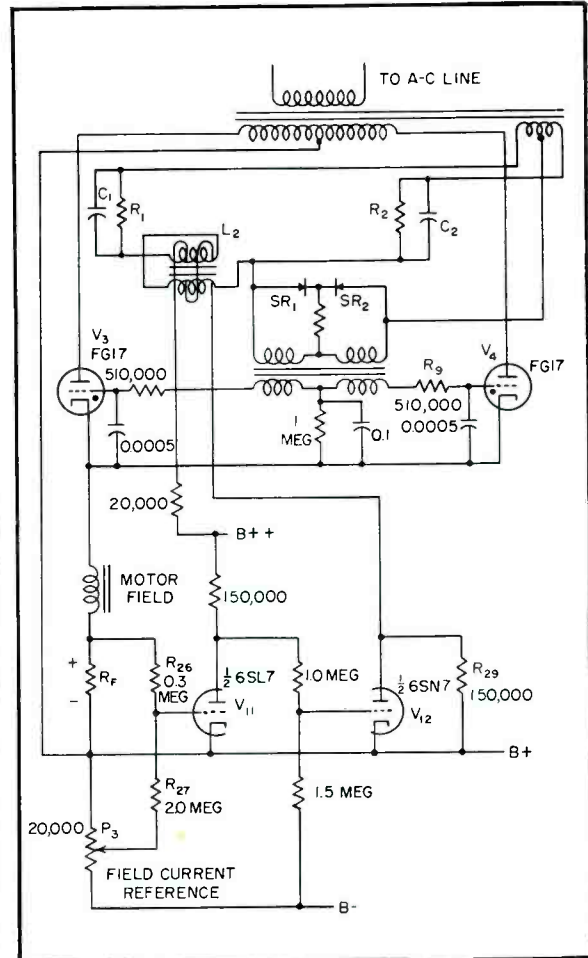 TO A-C LINE
C1
R1
L2
R2
C2
SR1
SR2
V3
FG17
510,000
R9
V4
FG17
510,000
0.0005
0.0005
1
MEG
0.1
20,000
B++
MOTOR
FIELD
150,000
+
RF
-
R26
0.3
MEG
½ 6SL7
V11
1.0 MEG
½ 6SN7
V12
R29
150,000
B+
R27
2.0 MEG
1.5 MEG
20,000
P3
FIELD CURRENT
REFERENCE
B-